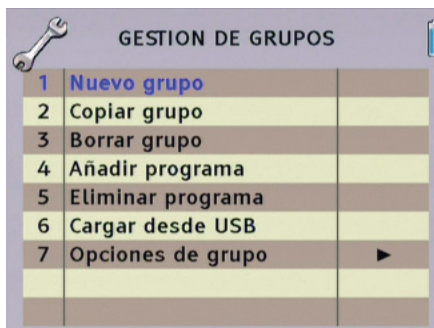 GESTION DE GRUPOS
1 Nuevo grupo
2 Copiar grupo
3 Borrar grupo
4 Añadir programa
5 Eliminar programa
6 Cargar desde USB
7 Opciones de grupo ►